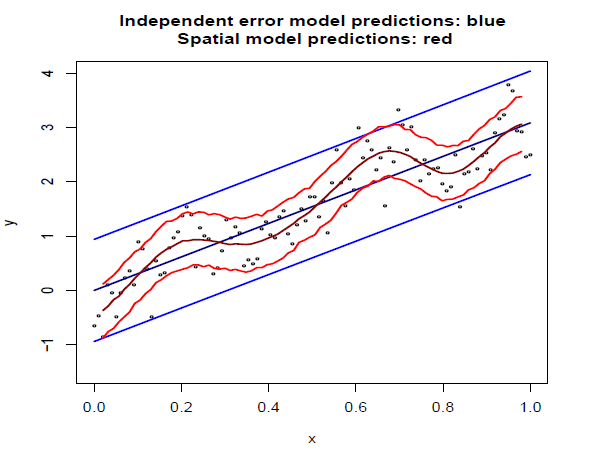 Independent error model predictions: blue
Spatial model predictions: red
4
3
2
1
0
−1
y
0.0 0.2 0.4 0.6 0.8 1.0
x